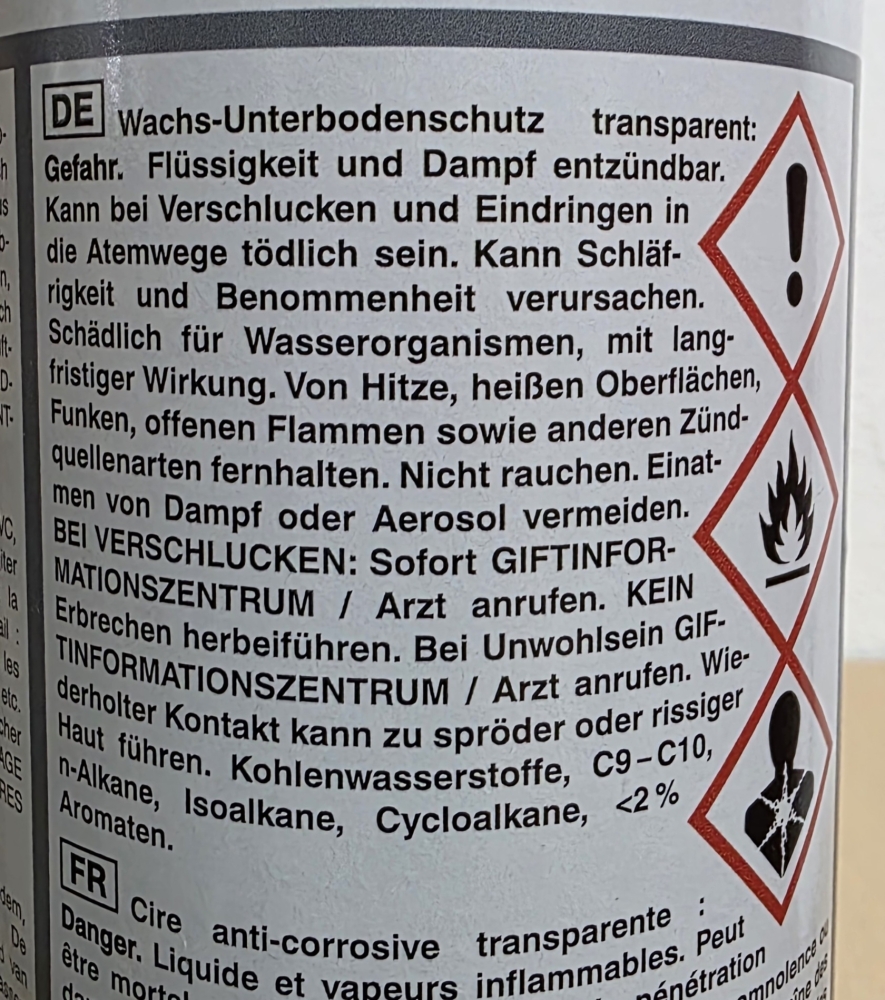 DE Wachs-Unterbodenschutz transparent:
Gefahr. Flüssigkeit und Dampf entzündbar.
Kann bei Verschlucken und Eindringen in
die Atemwege tödlich sein. Kann Schläf-
rigkeit und Benommenheit verursachen.
Schädlich für Wasserorganismen, mit lang-
fristiger Wirkung. Von Hitze, heißen Oberflächen,
Funken, offenen Flammen sowie anderen Zünd-
quellenarten fernhalten. Nicht rauchen. Einat-
men von Dampf oder Aerosol vermeiden.
BEI VERSCHLUCKEN: Sofort GIFTINFOR-
MATIONSZENTRUM / Arzt anrufen. KEIN
Erbrechen herbeiführen. Bei Unwohlsein GIF-
TINFORMATIONSZENTRUM / Arzt anrufen. Wie-
derholter Kontakt kann zu spröder oder rissiger
Haut führen. Kohlenwasserstoffe, C9–C10,
n-Alkane, Isoalkane, Cycloalkane, <2 %
Aromaten.
FR Cire anti-corrosive transparente :
Danger. Liquide et vapeurs inflammables. Peut
être pénétration